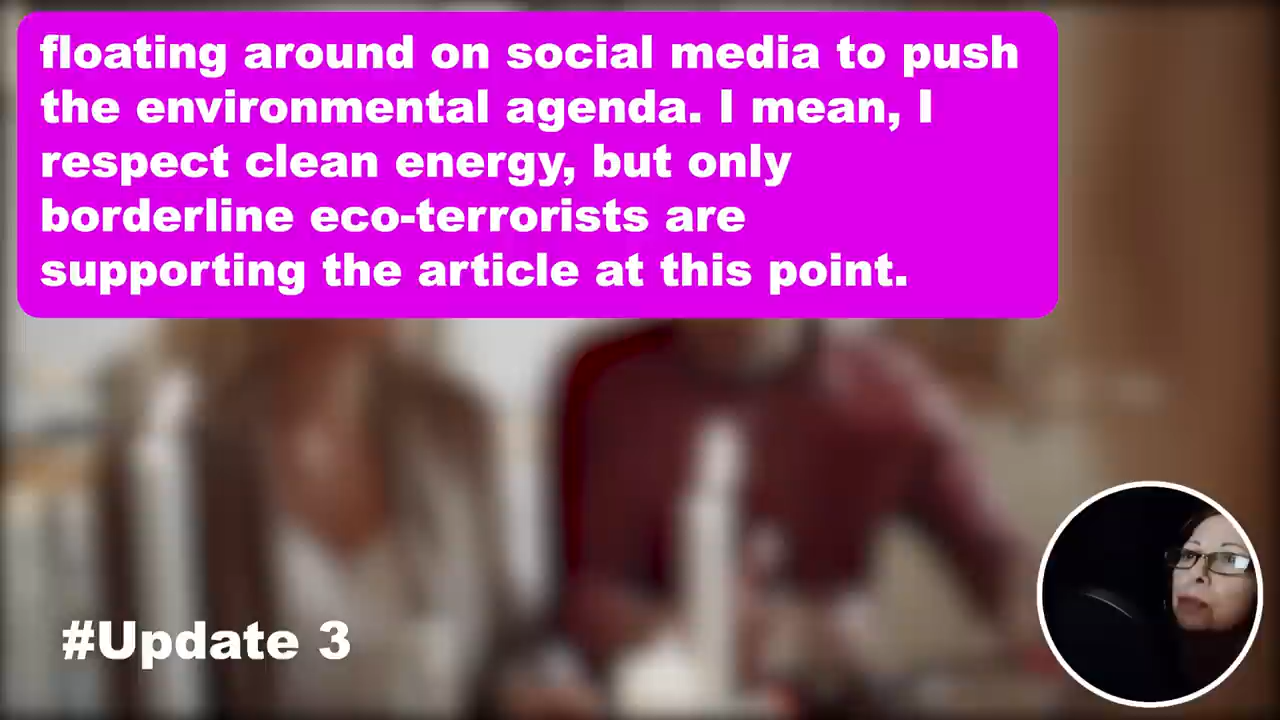 floating around on social media to push
the environmental agenda. I mean, I
respect clean energy, but only
borderline eco-terrorists are
supporting the article at this point.
#Update 3